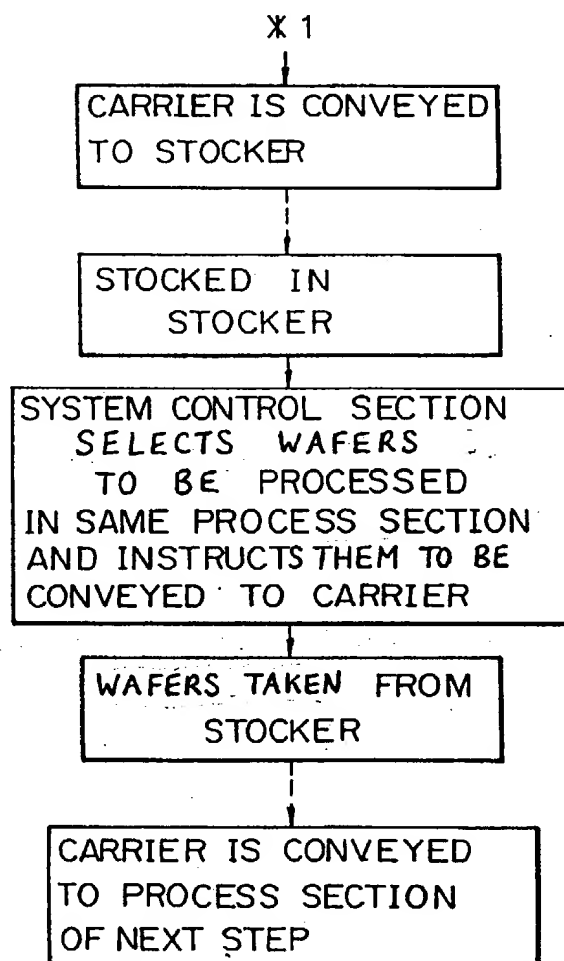 ※ 1
CARRIER IS CONVEYED
TO STOCKER
STOCKED IN
STOCKER
SYSTEM CONTROL SECTION
SELECTS WAFERS
TO BE PROCESSED
IN SAME PROCESS SECTION
AND INSTRUCTS THEM TO BE
CONVEYED TO CARRIER
WAFERS TAKEN FROM
STOCKER
CARRIER IS CONVEYED
TO PROCESS SECTION
OF NEXT STEP